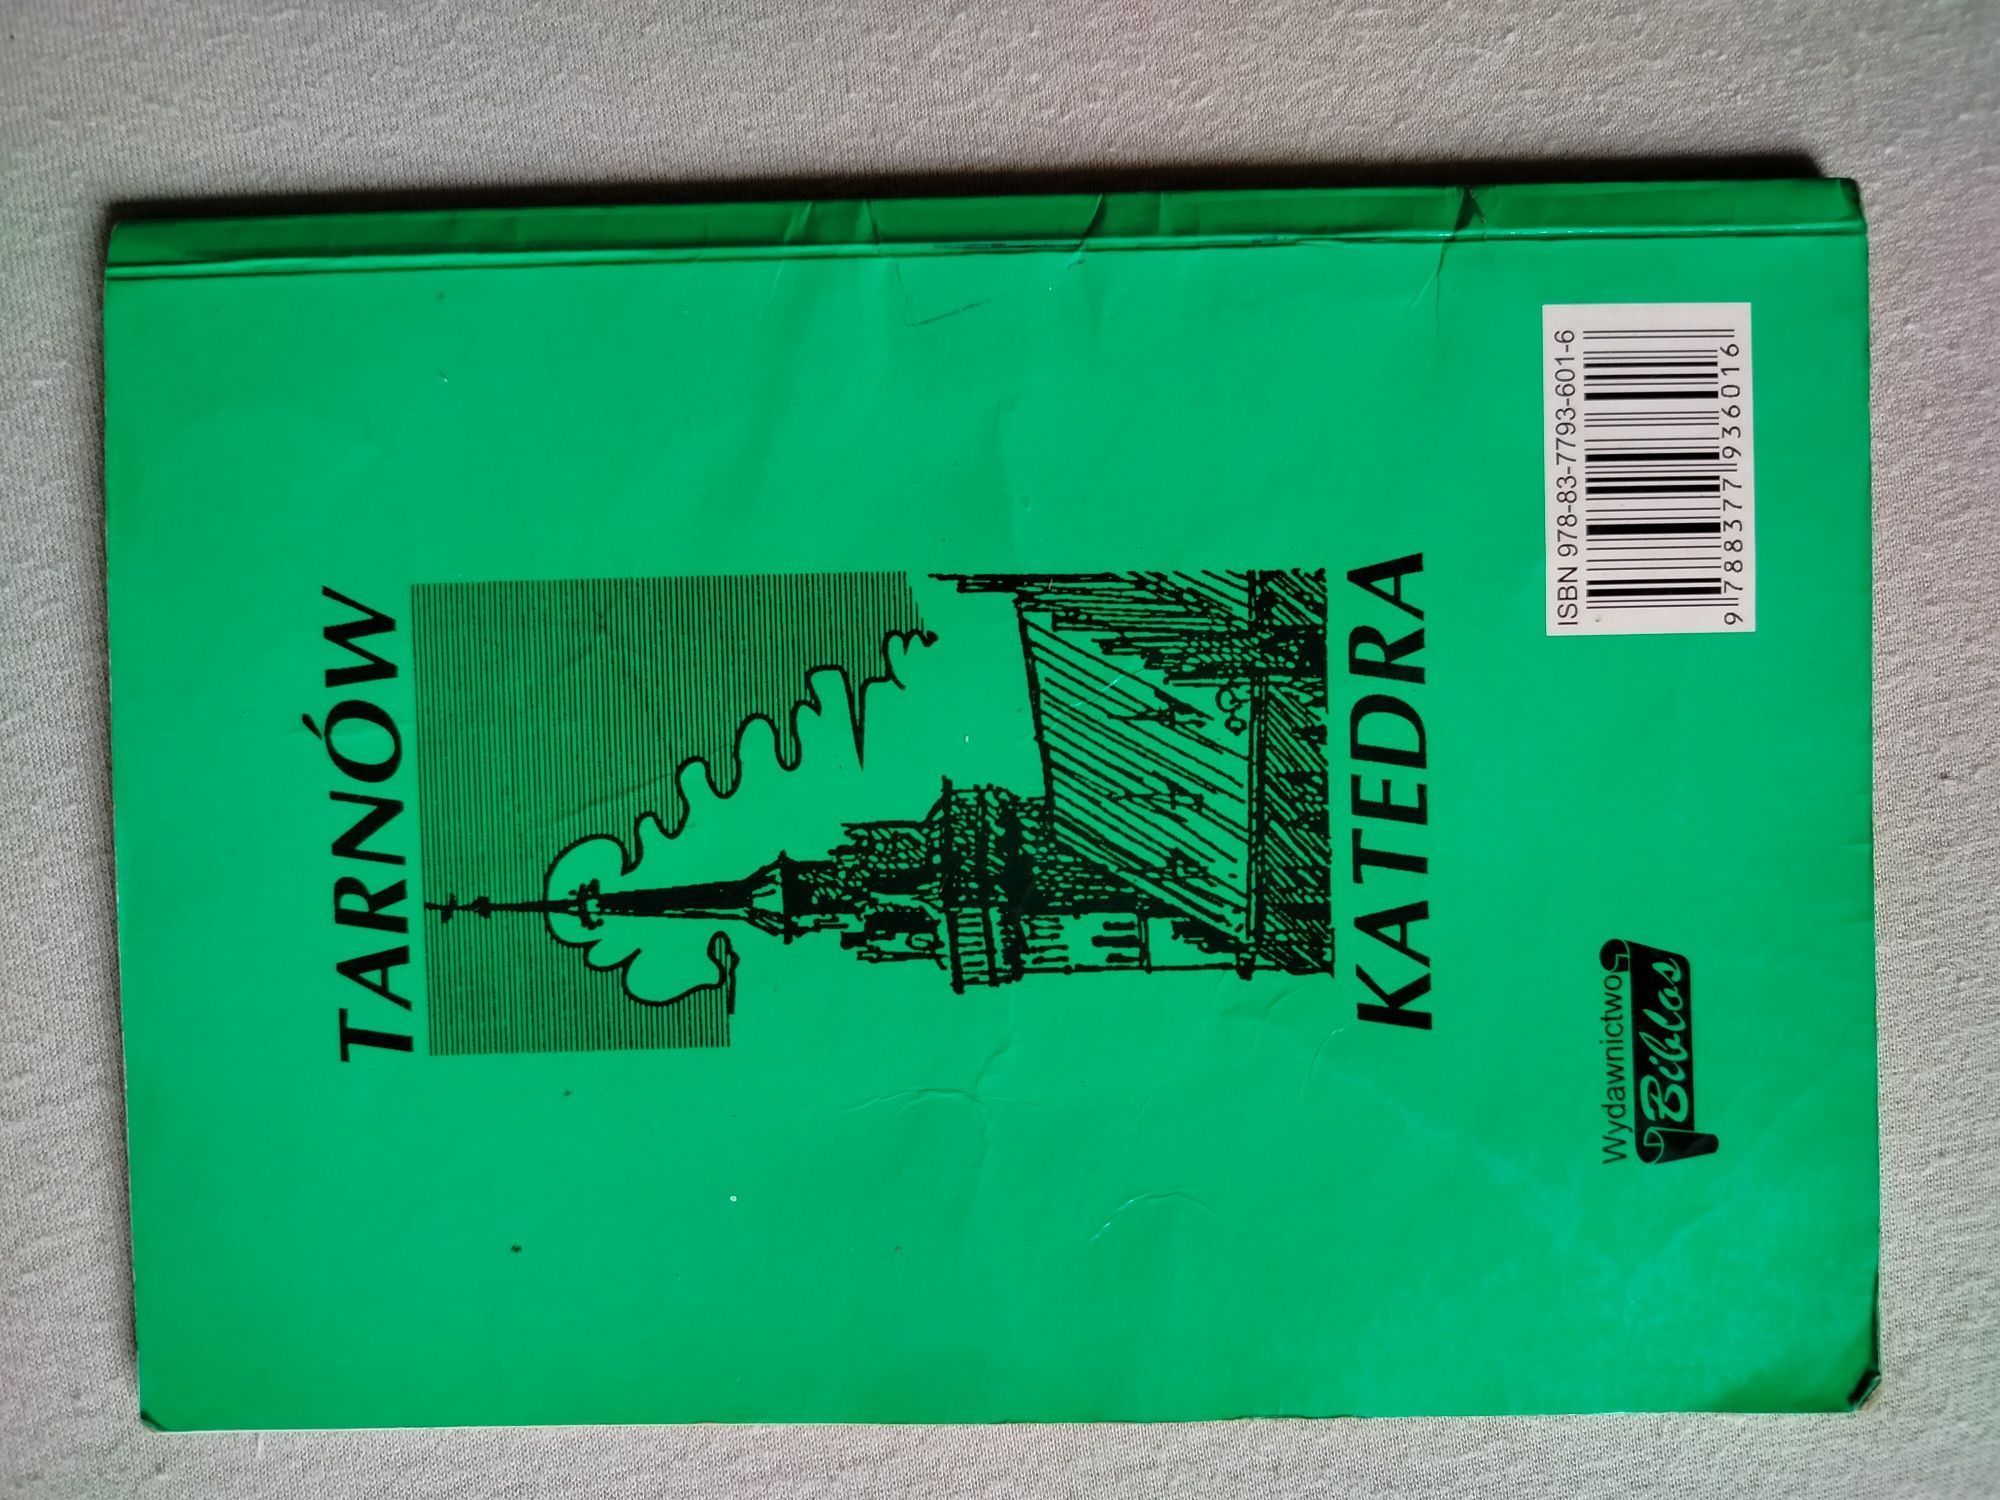 TARNÓW
KATEDRA
Wydawnictwo
Biblos
ISBN 978-83-7793-601-6
9 788377 936016